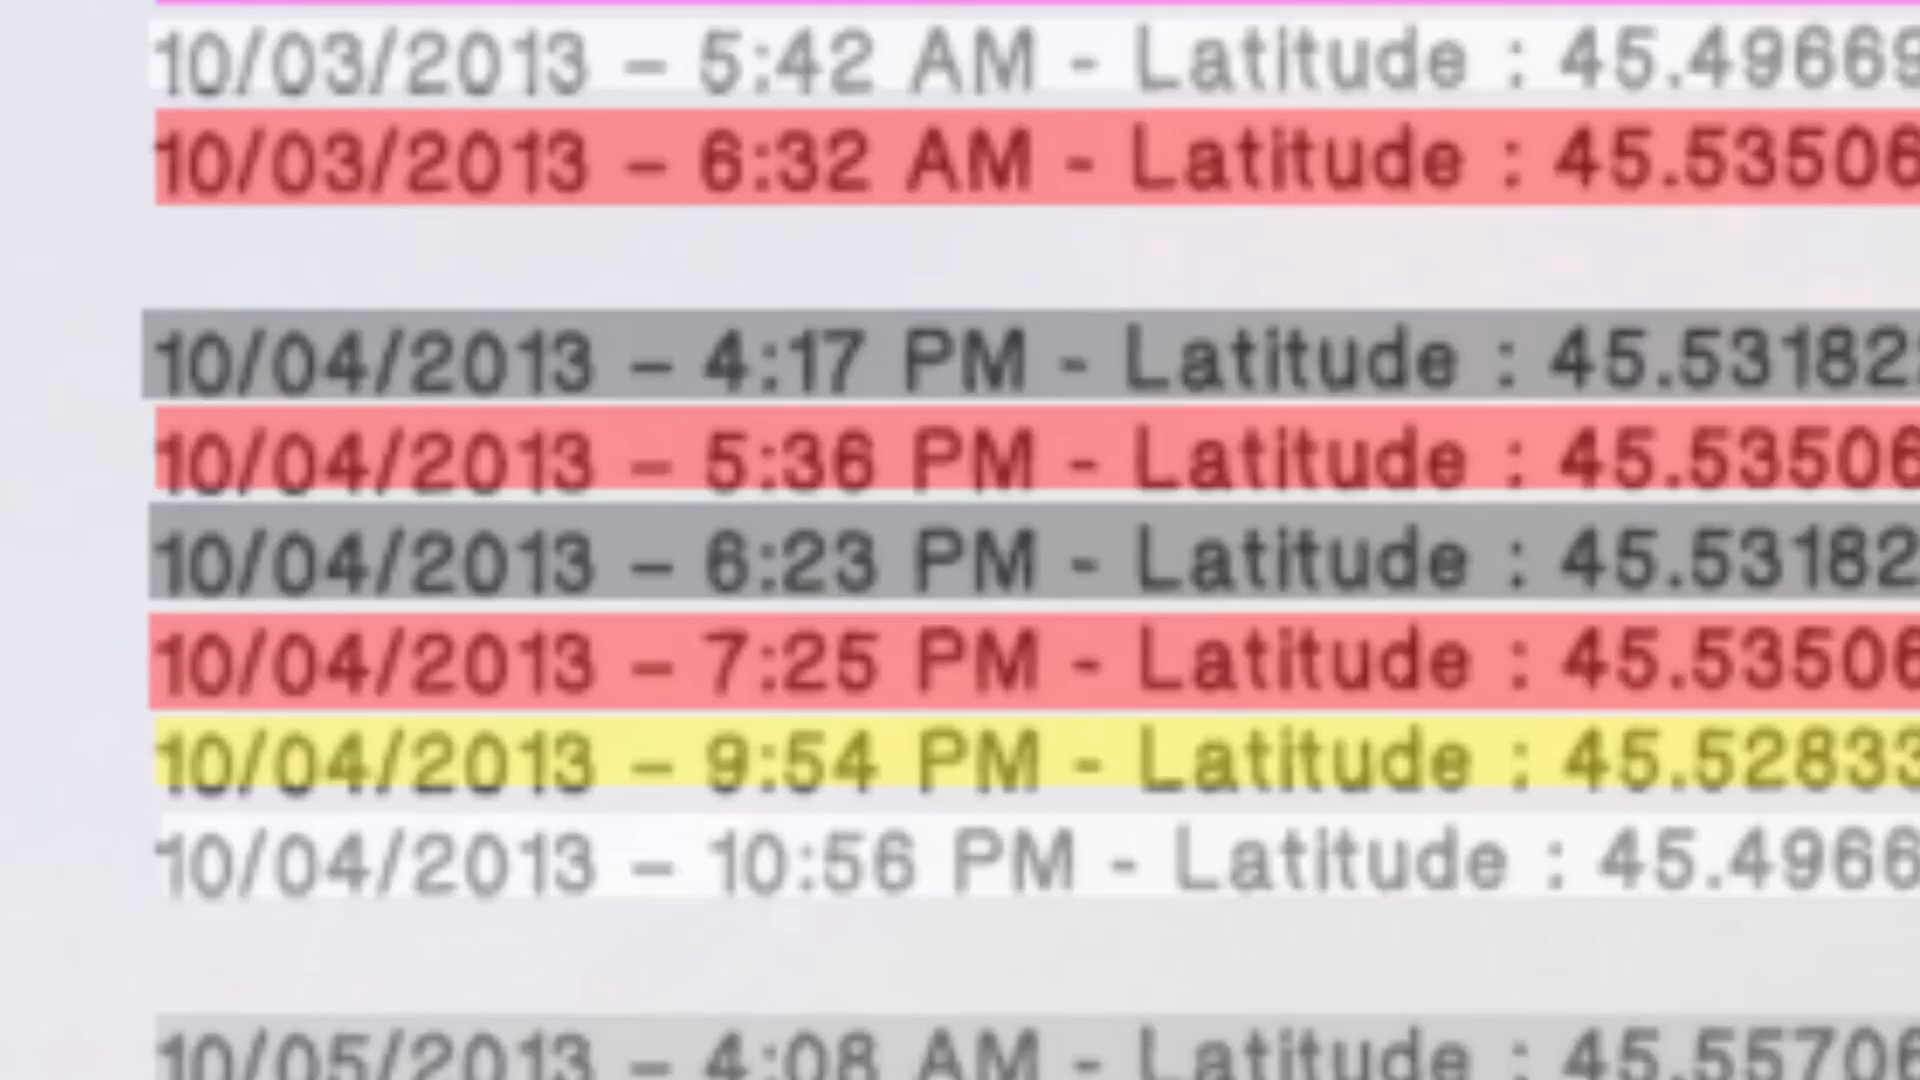 10/03/2013 – 5:42 AM - Latitude : 45.49669
10/03/2013 – 6:32 AM - Latitude : 45.53506
10/04/2013 – 4:17 PM - Latitude : 45.53182
10/04/2013 – 5:36 PM - Latitude : 45.53506
10/04/2013 – 6:23 PM - Latitude : 45.53182
10/04/2013 – 7:25 PM - Latitude : 45.53506
10/04/2013 – 9:54 PM - Latitude : 45.52833
10/04/2013 – 10:56 PM - Latitude : 45.4966
10/05/2013 – 4:08 AM - Latitude : 45.55706